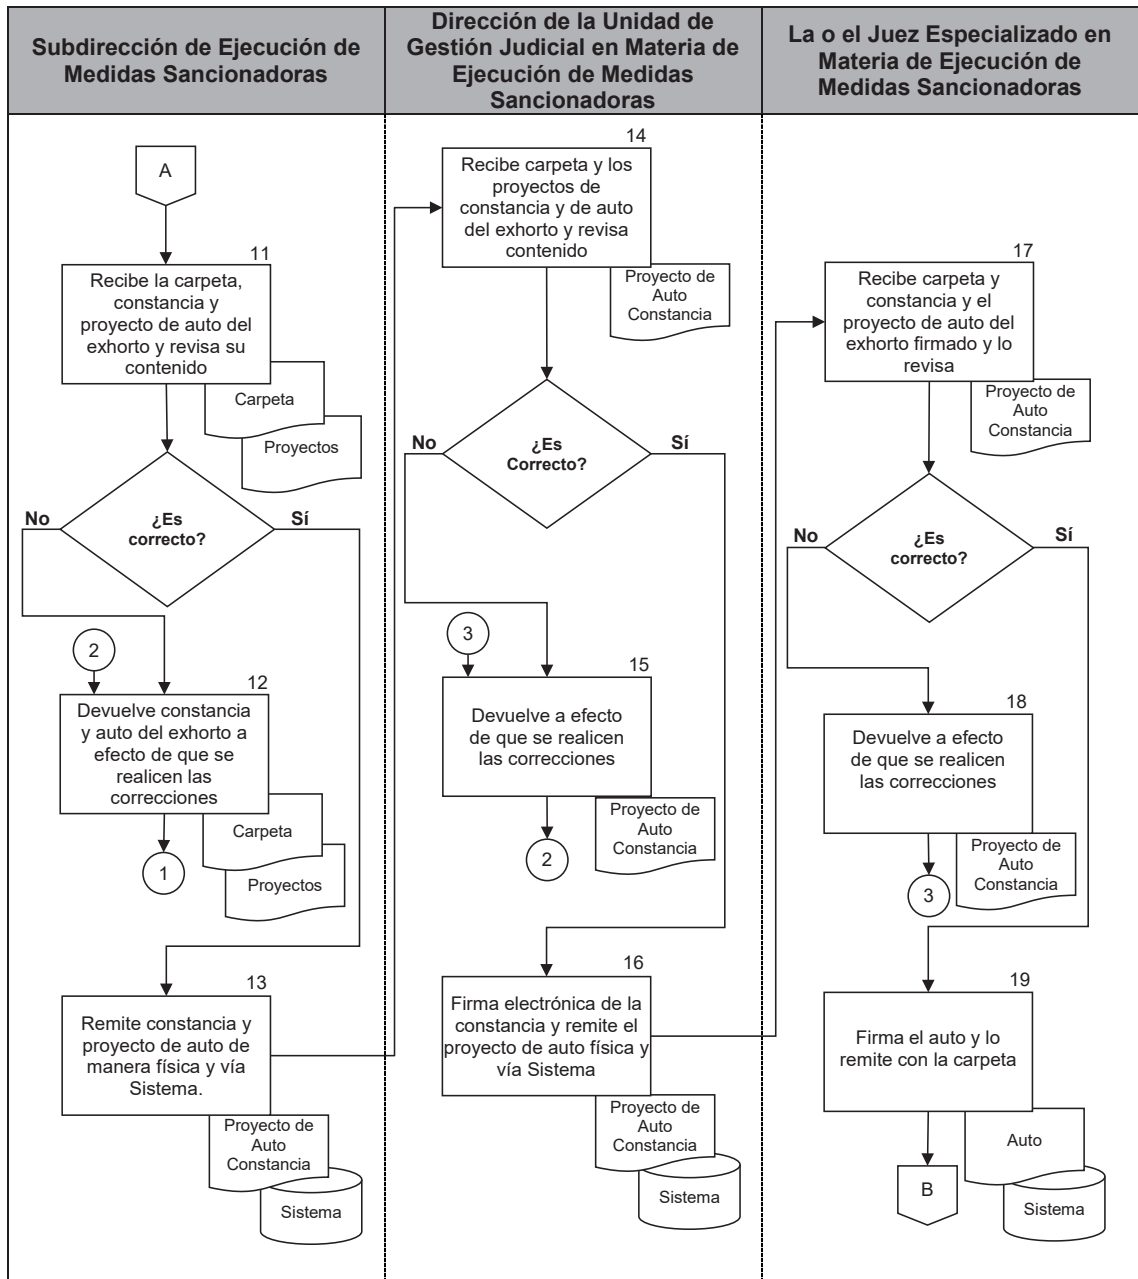 Subdirección de Ejecución de
Medidas Sancionadoras
Dirección de la Unidad de
Gestión Judicial en Materia de
Ejecución de Medidas
Sancionadoras
La o el Juez Especializado en
Materia de Ejecución de
Medidas Sancionadoras
A
11
Recibe la carpeta,
constancia y
proyecto de auto del
exhorto y revisa su
contenido
Carpeta
Proyectos
¿Es
correcto?
No
Sí
2
12
Devuelve constancia
y auto del exhorto a
efecto de que se
realicen las
correcciones
Carpeta
Proyectos
1
13
Remite constancia y
proyecto de auto de
manera física y vía
Sistema.
Proyecto de
Auto
Constancia
Sistema
14
Recibe carpeta y los
proyectos de
constancia y de auto
del exhorto y revisa
contenido
Proyecto de
Auto
Constancia
¿Es
Correcto?
No
Sí
3
15
Devuelve a efecto
de que se realicen
las correcciones
Proyecto de
Auto
Constancia
2
16
Firma electrónica de la
constancia y remite el
proyecto de auto física y
vía Sistema
Proyecto de
Auto
Constancia
Sistema
17
Recibe carpeta y
constancia y el
proyecto de auto del
exhorto firmado y lo
revisa
Proyecto de
Auto
Constancia
¿Es
correcto?
No
Sí
18
Devuelve a efecto
de que se realicen
las correcciones
Proyecto de
Auto
Constancia
3
19
Firma el auto y lo
remite con la carpeta
Auto
Sistema
B